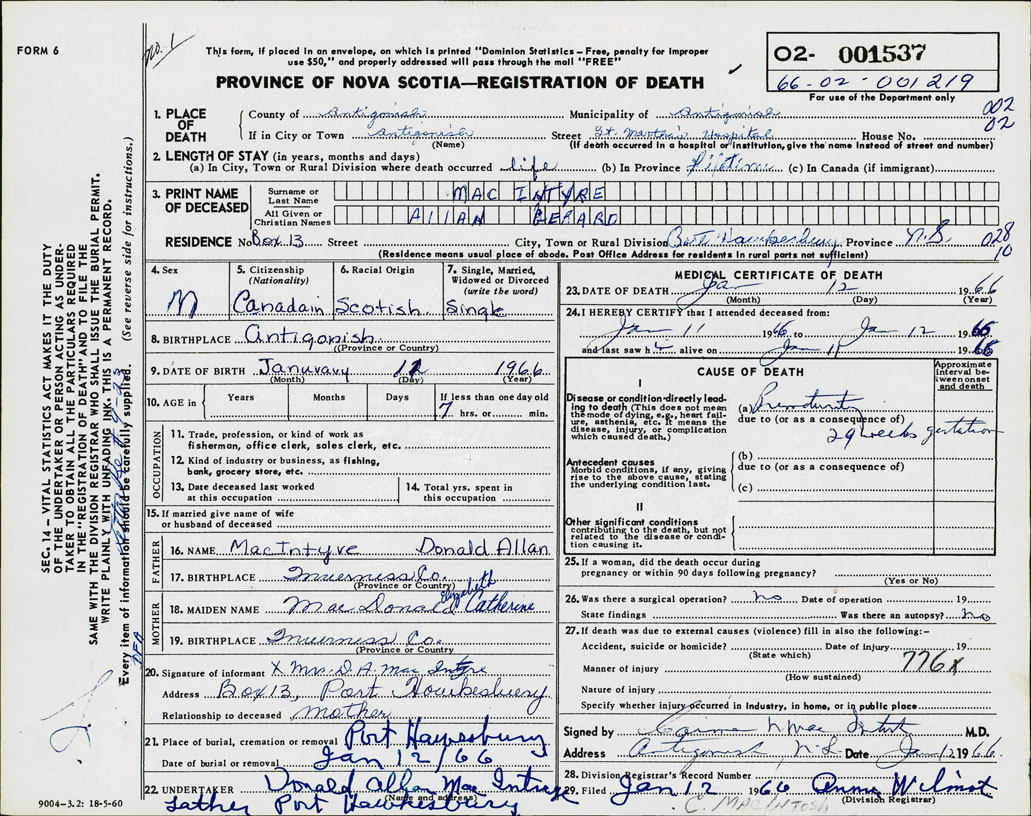 FORM 6
No. 1
This form, if placed in an envelope, on which is printed "Dominion Statistics – Free, penalty for improper
use $50," and properly addressed will pass through the mail "FREE"
PROVINCE OF NOVA SCOTIA—REGISTRATION OF DEATH
02- 001537
66-02-001219
For use of the Department only
002
02
1. PLACE OF DEATH
County of Antigonish Municipality of Antigonish
If in City or Town Antigonish Street St. Martha's Hospital House No.
(Name) (If death occurred in a hospital or institution, give the name instead of street and number)
2. LENGTH OF STAY (in years, months and days)
(a) In City, Town or Rural Division where death occurred life (b) In Province lifetime (c) In Canada (if immigrant)
3. PRINT NAME OF DECEASED
Surname or Last Name MAC INTYRE
All Given or Christian Names ALLAN GERARD
RESIDENCE No Box 13 Street City, Town or Rural Division Port Hawkesbury Province N.S.
028
10
(Residence means usual place of abode. Post Office Address for residents in rural parts not sufficient)
4. Sex M
5. Citizenship (Nationality) Canadain
6. Racial Origin Scotish
7. Single, Married, Widowed or Divorced (write the word) Single
8. BIRTHPLACE Antigonish
(Province or Country)
9. DATE OF BIRTH January 12 1966
(Month) (Day) (Year)
10. AGE in Years Months Days If less than one day old
7 hrs. or min.
OCCUPATION
11. Trade, profession, or kind of work as
fisherman, office clerk, sales clerk, etc.
12. Kind of industry or business, as fishing,
bank, grocery store, etc.
13. Date deceased last worked
at this occupation
14. Total yrs. spent in
this occupation
15. If married give name of wife
or husband of deceased
FATHER
16. NAME MacIntyre Donald Allan
17. BIRTHPLACE Inverness Co.
(Province or Country)
MOTHER
18. MAIDEN NAME MacDonald Elizabeth Catherine
19. BIRTHPLACE Inverness Co.
(Province or Country)
20. Signature of informant X Mrs. D. A. MacIntyre
Address Box 13, Port Hawkesbury
Relationship to deceased Mother
21. Place of burial, cremation or removal Port Hawkesbury
Date of burial or removal Jan 12/66
22. UNDERTAKER Donald Allan Mac Intyre
(Name and address)
father Port Hawkesbury
9004–3.2: 18-5-60
MEDICAL CERTIFICATE OF DEATH
23. DATE OF DEATH Jan 12 1966
(Month) (Day) (Year)
24. I HEREBY CERTIFY that I attended deceased from:
Jan 11 1966 to Jan 12 1966
and last saw h alive on Jan 1966
CAUSE OF DEATH
Approximate interval between onset and death
I
Disease or condition directly leading to death (This does not mean the mode of dying, e.g., heart failure, asthenia, etc. It means the disease, injury, or complication which caused death.)
(a) Prematurity
due to (or as a consequence of)
29 weeks gestation
Antecedent causes
Morbid conditions, if any, giving rise to the above cause, stating the underlying condition last.
(b)
due to (or as a consequence of)
(c)
II
Other significant conditions
contributing to the death, but not related to the disease or condition causing it.
25. If a woman, did the death occur during
pregnancy or within 90 days following pregnancy?
(Yes or No)
26. Was there a surgical operation? no Date of operation 19
State findings Was there an autopsy? no
27. If death was due to external causes (violence) fill in also the following:–
Accident, suicide or homicide? Date of injury 19
(State which) 776X
Manner of injury
(How sustained)
Nature of injury
Specify whether injury occurred in industry, in home, or in public place
Signed by M.D.
Address Antigonish N.S. Date Jan 12 1966
28. Division Registrar's Record Number
29. Filed Jan 12 1966 Anna Wilmot
(Division Registrar)
C. MACINTOSH
SEC. 14 – VITAL STATISTICS ACT MAKES IT THE DUTY
OF THE UNDERTAKER OR PERSON ACTING AS UNDER-
TAKER TO OBTAIN ALL THE PARTICULARS REQUIRED
IN THE "REGISTRATION OF DEATH" AND TO FILE THE
SAME WITH THE DIVISION REGISTRAR WHO SHALL ISSUE THE BURIAL PERMIT.
WRITE PLAINLY WITH UNFADING INK. THIS IS A PERMANENT RECORD.
Every item of information should be carefully supplied. (See reverse side for instructions.)